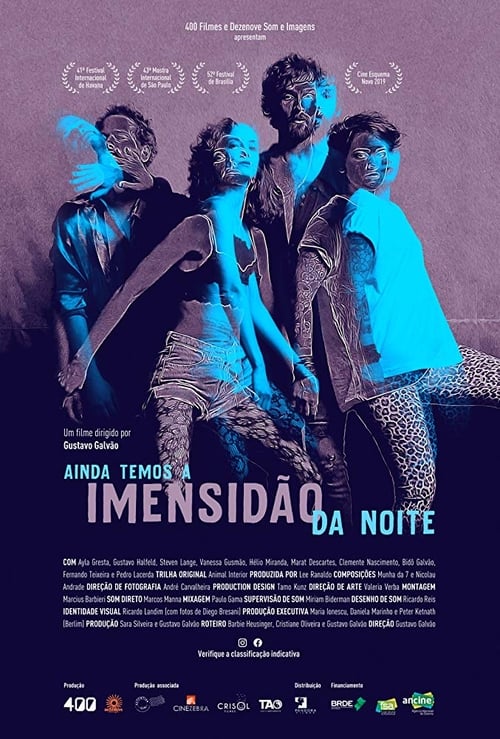 400 Filmes e Dezenove Som e Imagens
apresentam
41º Festival
Internacional
de Havana
43ª Mostra
Internacional
de São Paulo
52º Festival
de Brasília
Cine Esquema
Novo 2019
Um filme dirigido por
Gustavo Galvão
AINDA TEMOS A
IMENSIDÃO
DA NOITE
COM Ayla Gresta, Gustavo Halfeld, Steven Lange, Vanessa Gusmão, Hélio Miranda, Marat Descartes, Clemente Nascimento, Bidô Galvão,
Fernando Teixeira e Pedro Lacerda TRILHA ORIGINAL Animal Interior PRODUZIDA POR Lee Ranaldo COMPOSIÇÕES Munha da 7 e Nicolau
Andrade DIREÇÃO DE FOTOGRAFIA André Carvalheira PRODUCTION DESIGN Tamo Kunz DIREÇÃO DE ARTE Valeria Verba MONTAGEM
Marcius Barbieri SOM DIRETO Marcos Manna MIXAGEM Paulo Gama SUPERVISÃO DE SOM Miriam Biderman DESENHO DE SOM Ricardo Reis
IDENTIDADE VISUAL Ricardo Landim (com fotos de Diego Bresani) PRODUÇÃO EXECUTIVA Maria Ionescu, Daniela Marinho e Peter Ketnath
(Berlim) PRODUÇÃO Sara Silveira e Gustavo Galvão ROTEIRO Barbie Heusinger, Cristiane Oliveira e Gustavo Galvão DIREÇÃO Gustavo Galvão
Verifique a classificação indicativa
Produção
Produção associada
Distribuição
Financiamento
400
CINEZEBRA
CRISOL
TAO
PANDORA
BRDE
fsa
ancine